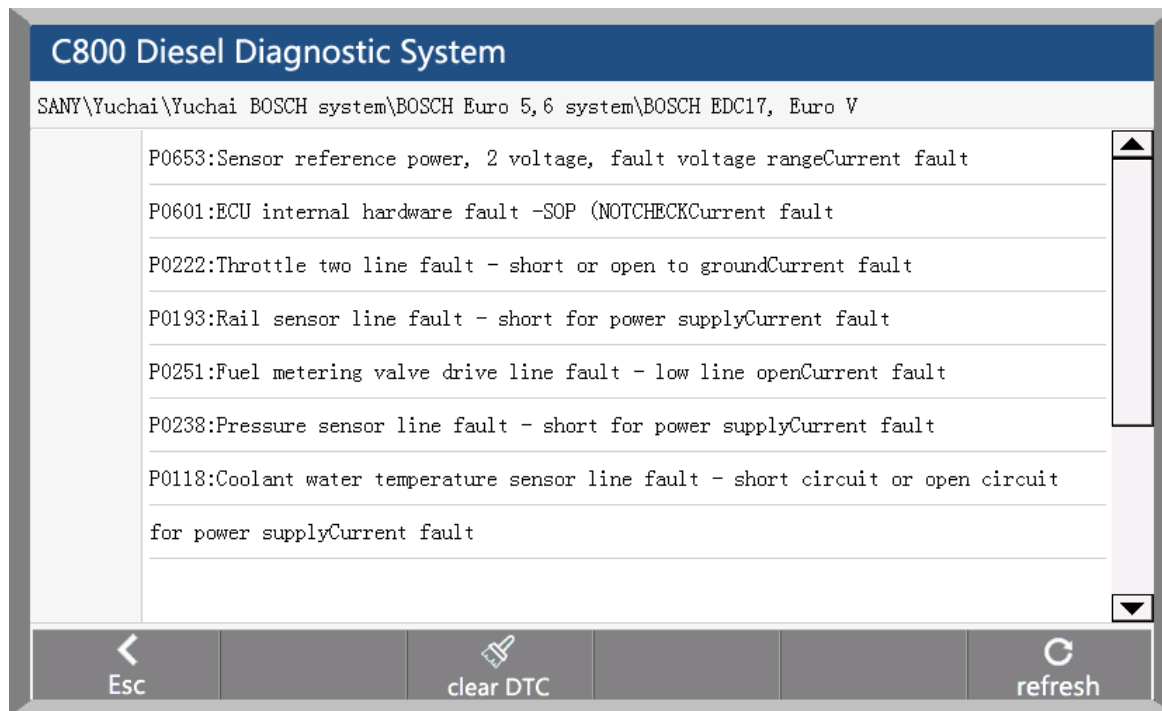 C800 Diesel Diagnostic System
SANY\Yuchai\Yuchai BOSCH system\BOSCH Euro 5,6 system\BOSCH EDC17, Euro V
P0653:Sensor reference power, 2 voltage, fault voltage rangeCurrent fault
P0601:ECU internal hardware fault -SOP (NOTCHECKCurrent fault
P0222:Throttle two line fault - short or open to groundCurrent fault
P0193:Rail sensor line fault - short for power supplyCurrent fault
P0251:Fuel metering valve drive line fault - low line openCurrent fault
P0238:Pressure sensor line fault - short for power supplyCurrent fault
P0118:Coolant water temperature sensor line fault - short circuit or open circuit
for power supplyCurrent fault
Esc clear DTC refresh